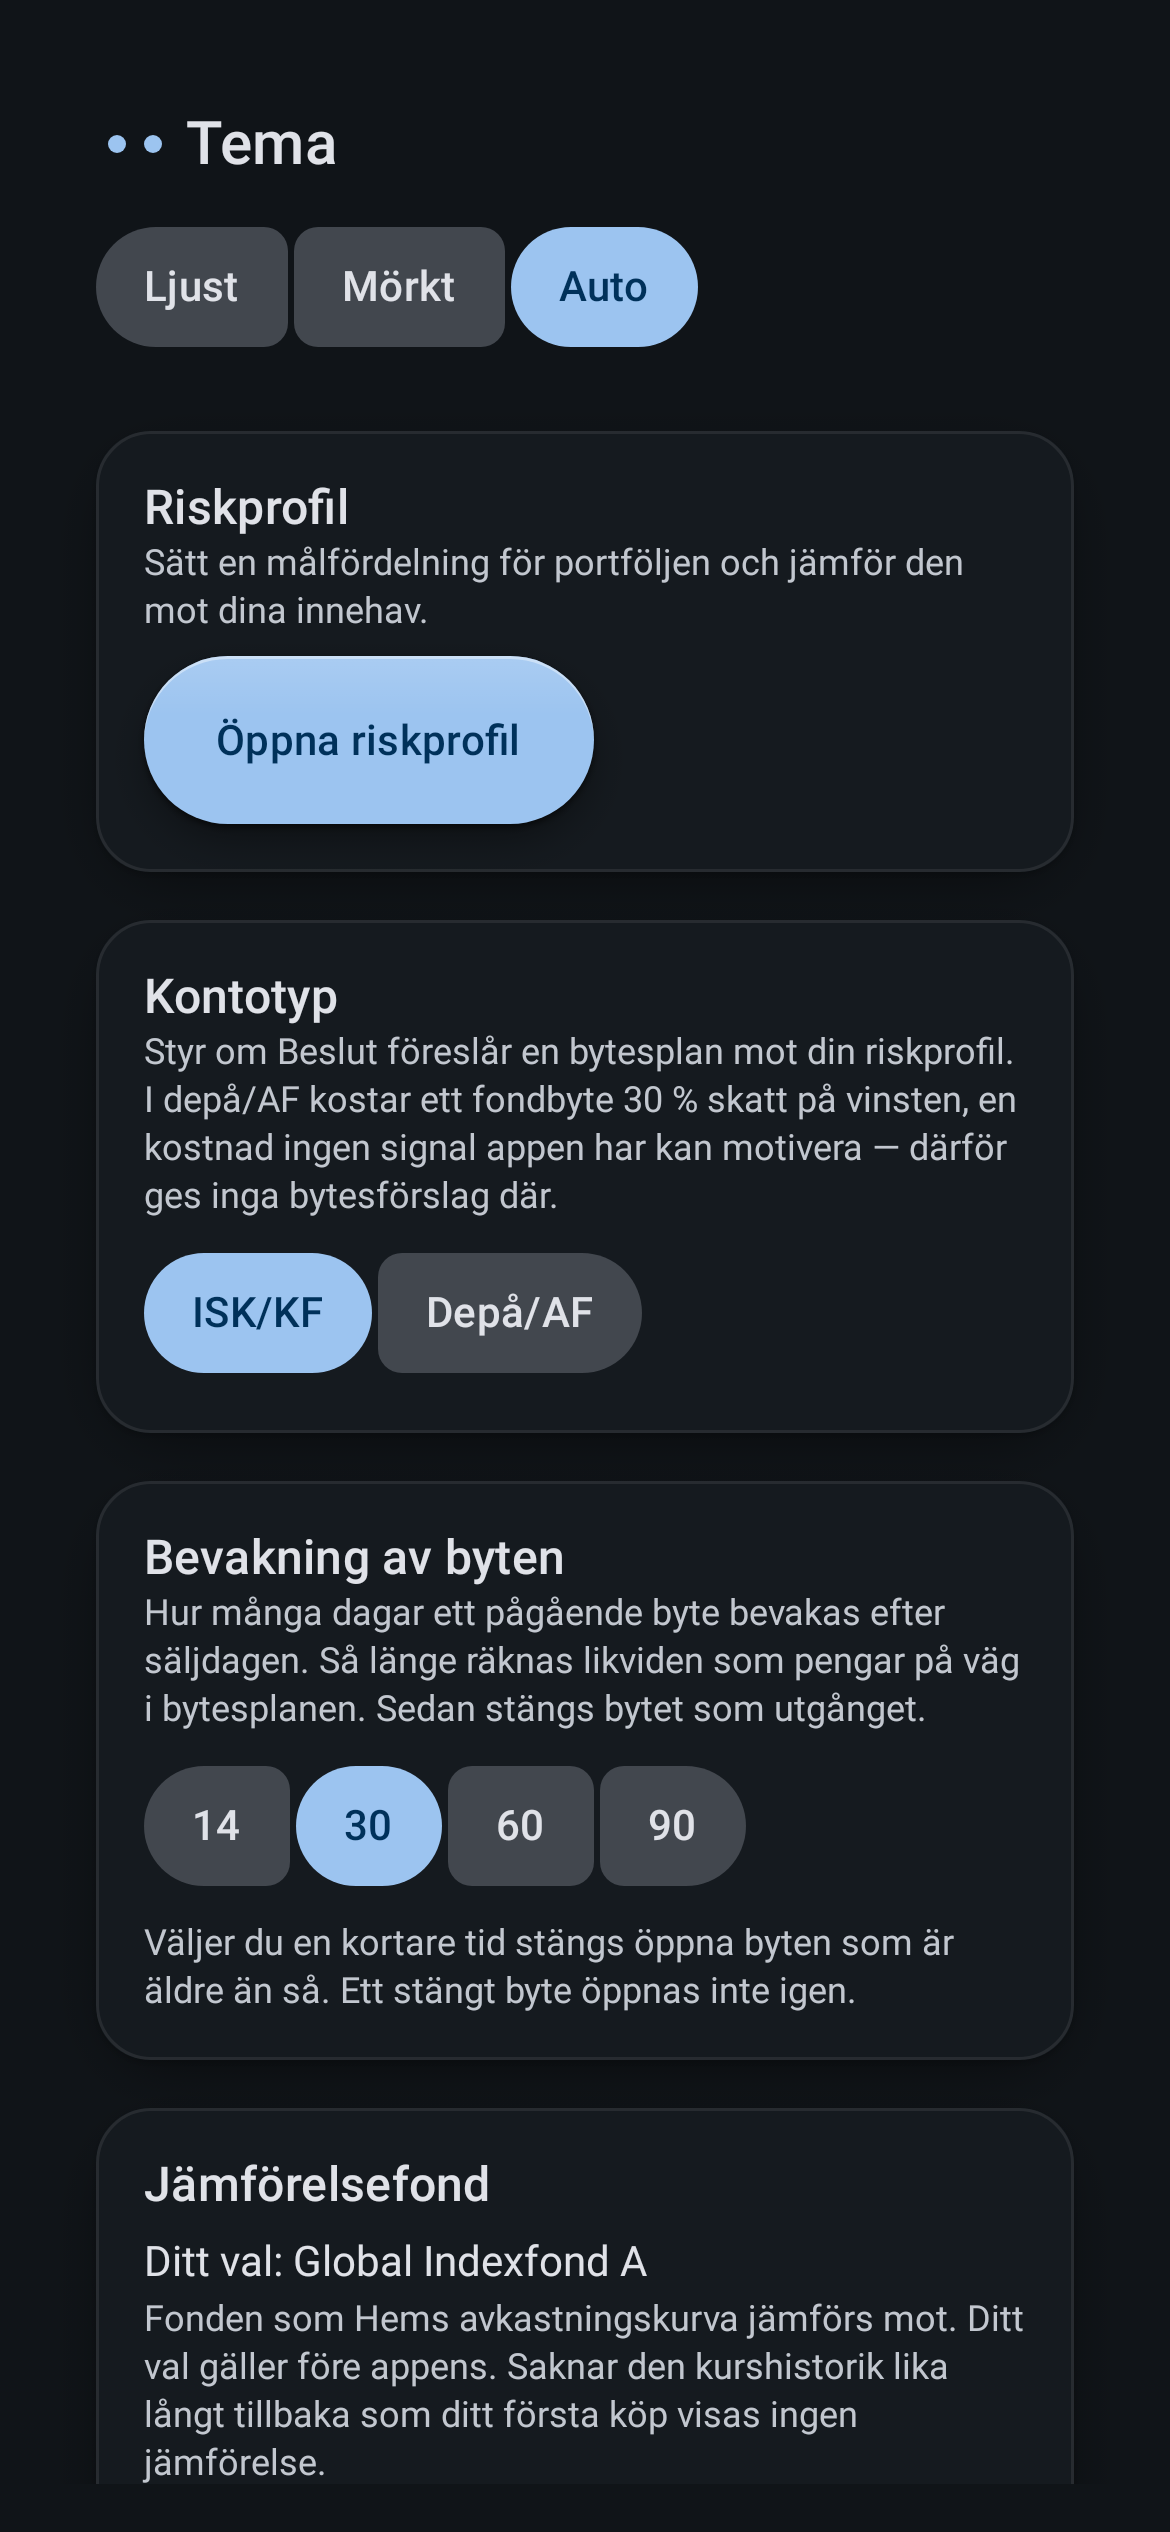 Tema
Ljust
Mörkt
Auto
Riskprofil
Sätt en målfördelning för portföljen och jämför den
mot dina innehav.
Öppna riskprofil
Kontotyp
Styr om Beslut föreslår en bytesplan mot din riskprofil.
I depå/AF kostar ett fondbyte 30 % skatt på vinsten, en
kostnad ingen signal appen har kan motivera — därför
ges inga bytesförslag där.
ISK/KF
Depå/AF
Bevakning av byten
Hur många dagar ett pågående byte bevakas efter
säljdagen. Så länge räknas likviden som pengar på väg
i bytesplanen. Sedan stängs bytet som utgånget.
14
30
60
90
Väljer du en kortare tid stängs öppna byten som är
äldre än så. Ett stängt byte öppnas inte igen.
Jämförelsefond
Ditt val: Global Indexfond A
Fonden som Hems avkastningskurva jämförs mot. Ditt
val gäller före appens. Saknar den kurshistorik lika
långt tillbaka som ditt första köp visas ingen
jämförelse.